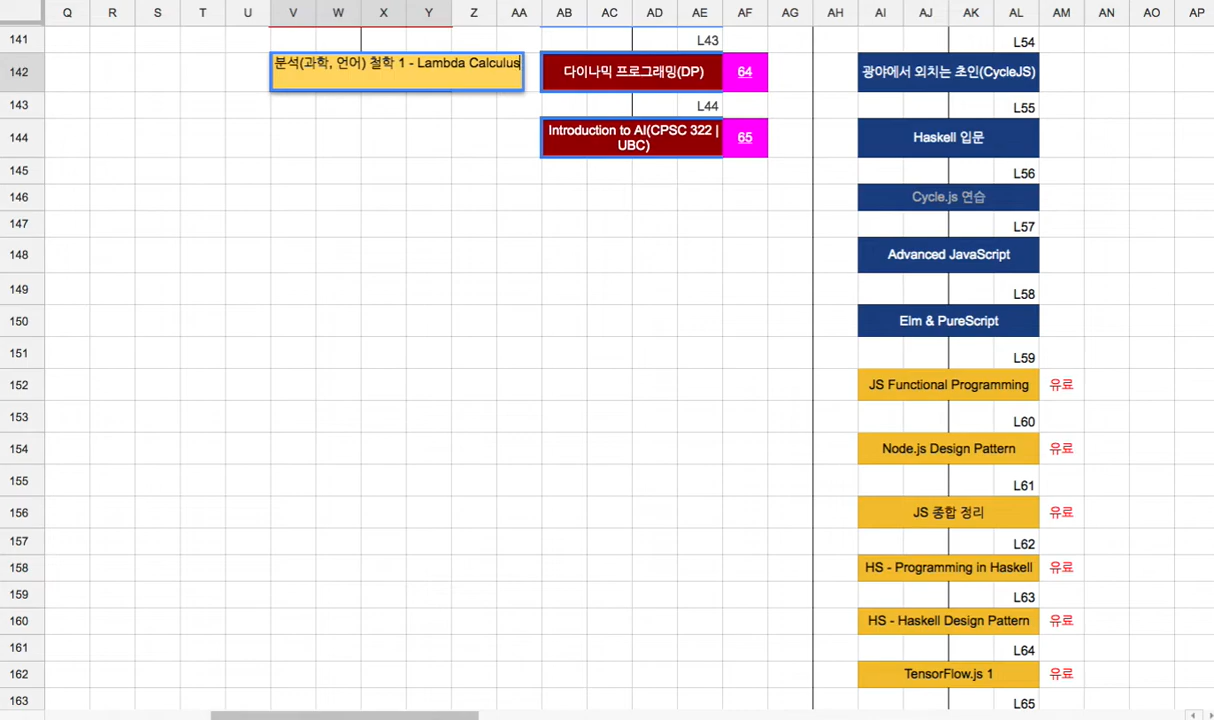 Q R S T U V W X Y Z AA AB AC AD AE AF AG AH AI AJ AK AL AM AN AO AP
141 L43 L54
142 분석(과학, 언어) 철학 1 - Lambda Calculus 다이나믹 프로그래밍(DP) 64 광야에서 외치는 초인(CycleJS)
143 L44 L55
144 Introduction to AI(CPSC 322 | 65 Haskell 입문
UBC)
145 L56
146 Cycle.js 연습
147 L57
148 Advanced JavaScript
149 L58
150 Elm & PureScript
151 L59
152 JS Functional Programming 유료
153 L60
154 Node.js Design Pattern 유료
155 L61
156 JS 종합 정리 유료
157 L62
158 HS - Programming in Haskell 유료
159 L63
160 HS - Haskell Design Pattern 유료
161 L64
162 TensorFlow.js 1 유료
163 L65